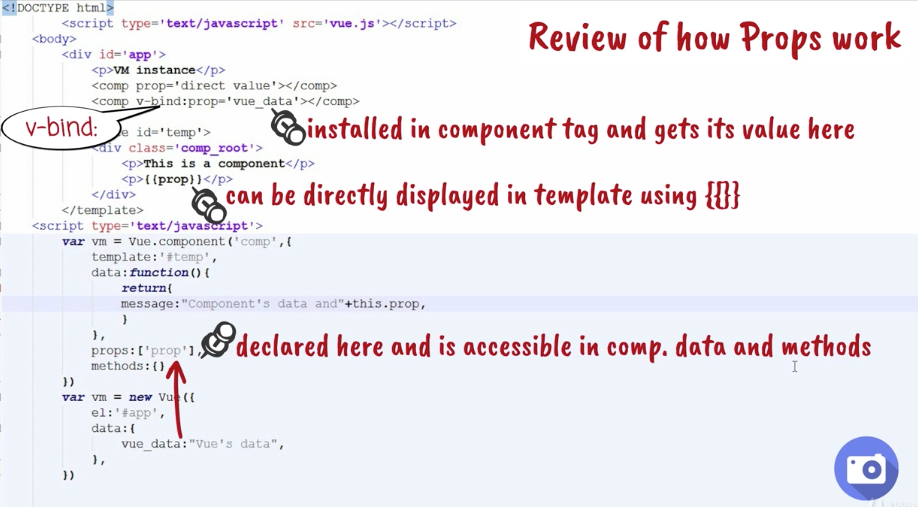 <!DOCTYPE html>
<script type='text/javascript' src='vue.js'></script>
Review of how Props work
<body>
<div id='app'>
<p>VM instance</p>
<comp prop='direct value'></comp>
<comp v-bind:prop='vue_data'></comp>
v-bind:
installed in component tag and gets its value here
e id='temp'>
<div class='comp_root'>
<p>This is a component</p>
<p>{{prop}}</p>
can be directly displayed in template using {{}}
</div>
</template>
<script type='text/javascript'>
var vm = Vue.component('comp',{
template:'#temp',
data:function(){
return{
message:"Component's data and"+this.prop,
}
},
props:['prop'],
declared here and is accessible in comp. data and methods
methods:{}
})
var vm = new Vue({
el:'#app',
data:{
vue_data:"Vue's data",
},
})